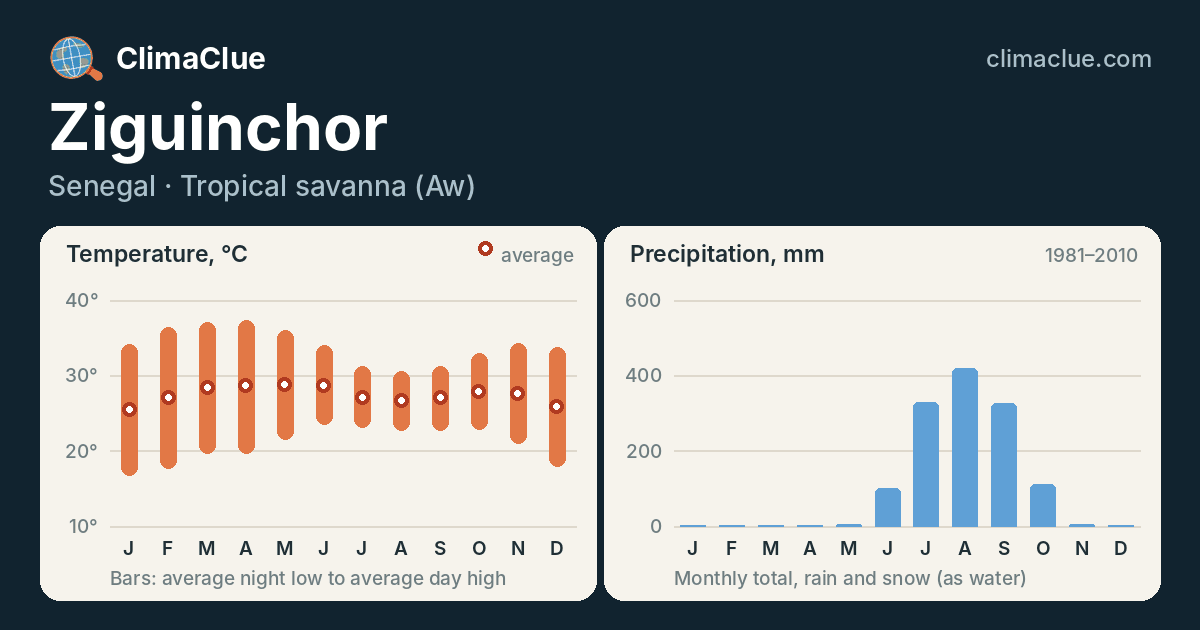 ClimaClue
climaclue.com
Ziguinchor
Senegal · Tropical savanna (Aw)
Temperature, °C
average
40°
30°
20°
10°
J F M A M J J A S O N D
Bars: average night low to average day high
Precipitation, mm
1981–2010
600
400
200
0
J F M A M J J A S O N D
Monthly total, rain and snow (as water)